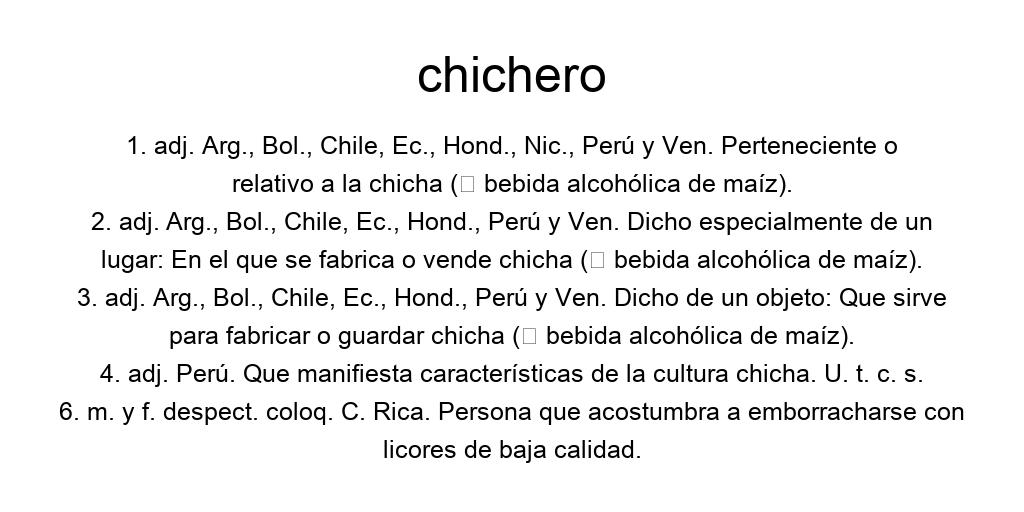 chichero
1. adj. Arg., Bol., Chile, Ec., Hond., Nic., Perú y Ven. Perteneciente o
relativo a la chicha (□ bebida alcohólica de maíz).
2. adj. Arg., Bol., Chile, Ec., Hond., Perú y Ven. Dicho especialmente de un
lugar: En el que se fabrica o vende chicha (□ bebida alcohólica de maíz).
3. adj. Arg., Bol., Chile, Ec., Hond., Perú y Ven. Dicho de un objeto: Que sirve
para fabricar o guardar chicha (□ bebida alcohólica de maíz).
4. adj. Perú. Que manifiesta características de la cultura chicha. U. t. c. s.
6. m. y f. despect. coloq. C. Rica. Persona que acostumbra a emborracharse con
licores de baja calidad.